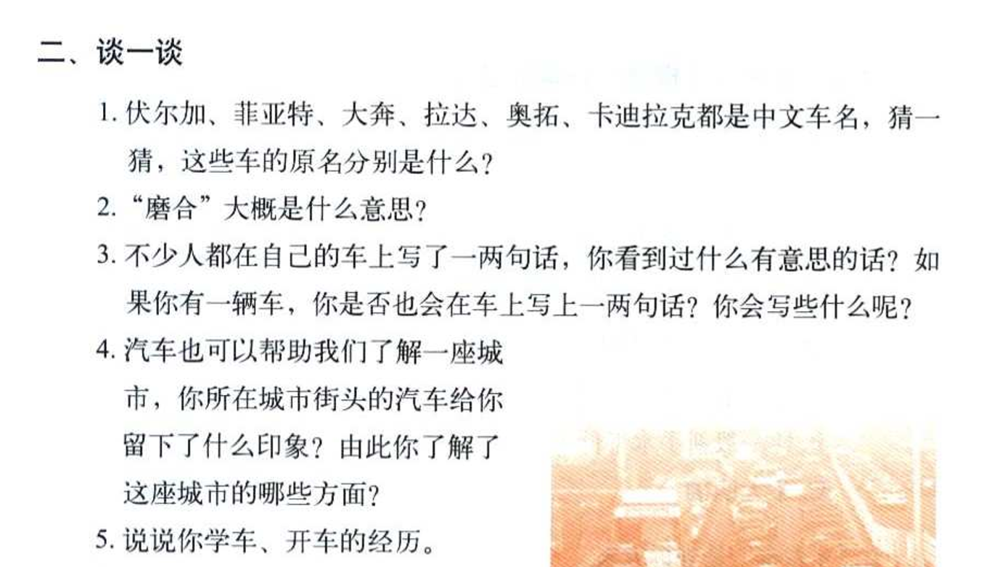 二、谈一谈
1. 伏尔加、菲亚特、大奔、拉达、奥拓、卡迪拉克都是中文车名，猜一
猜，这些车的原名分别是什么？
2. “磨合”大概是什么意思？
3. 不少人都在自己的车上写了一两句话，你看到过什么有意思的话？如
果你有一辆车，你是否也会在车上写上一两句话？你会写些什么呢？
4. 汽车也可以帮助我们了解一座城
市，你所在城市街头的汽车给你
留下了什么印象？由此你了解了
这座城市的哪些方面？
5. 说说你学车、开车的经历。